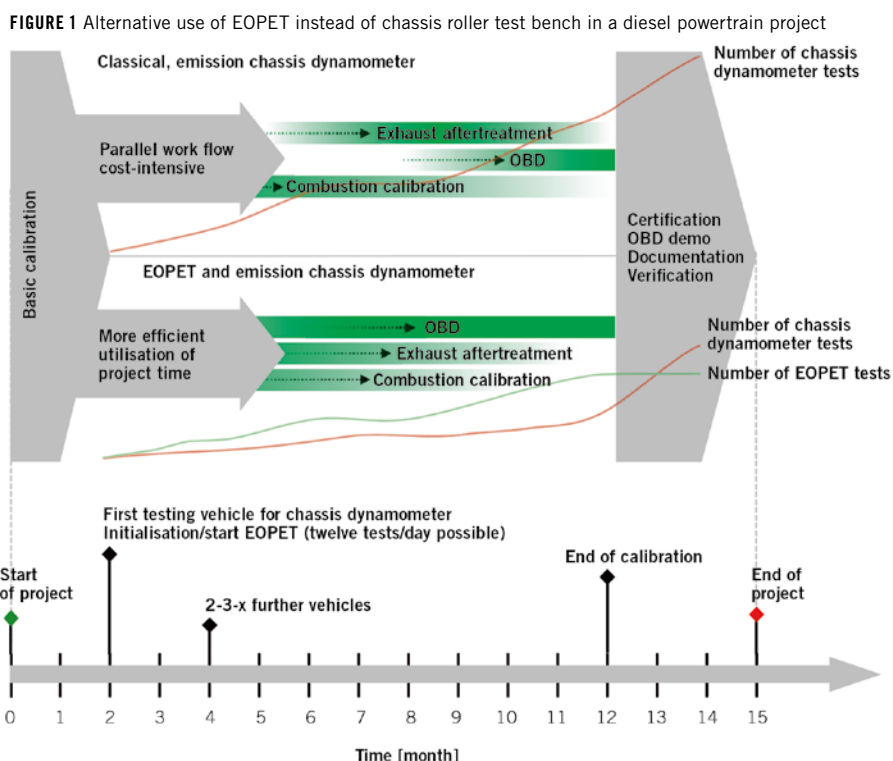 FIGURE 1 Alternative use of EOPET instead of chassis roller test bench in a diesel powertrain project
Classical, emission chassis dynamometer
Number of chassis
dynamometer tests
Exhaust aftertreatment
Parallel work flow
cost-intensive
OBD
Combustion calibration
Basic calibration
Certification
OBD demo
Documentation
Verification
EOPET and emission chassis dynamometer
OBD
More efficient
utilisation of
project time
Exhaust aftertreatment
Combustion calibration
Number of chassis
dynamometer tests
Number of EOPET tests
First testing vehicle for chassis dynamometer
Initialisation/start EOPET (twelve tests/day possible)
End of calibration
Start
of project
End of
project
2-3-x further vehicles
0 1 2 3 4 5 6 7 8 9 10 11 12 13 14 15
Time [month]